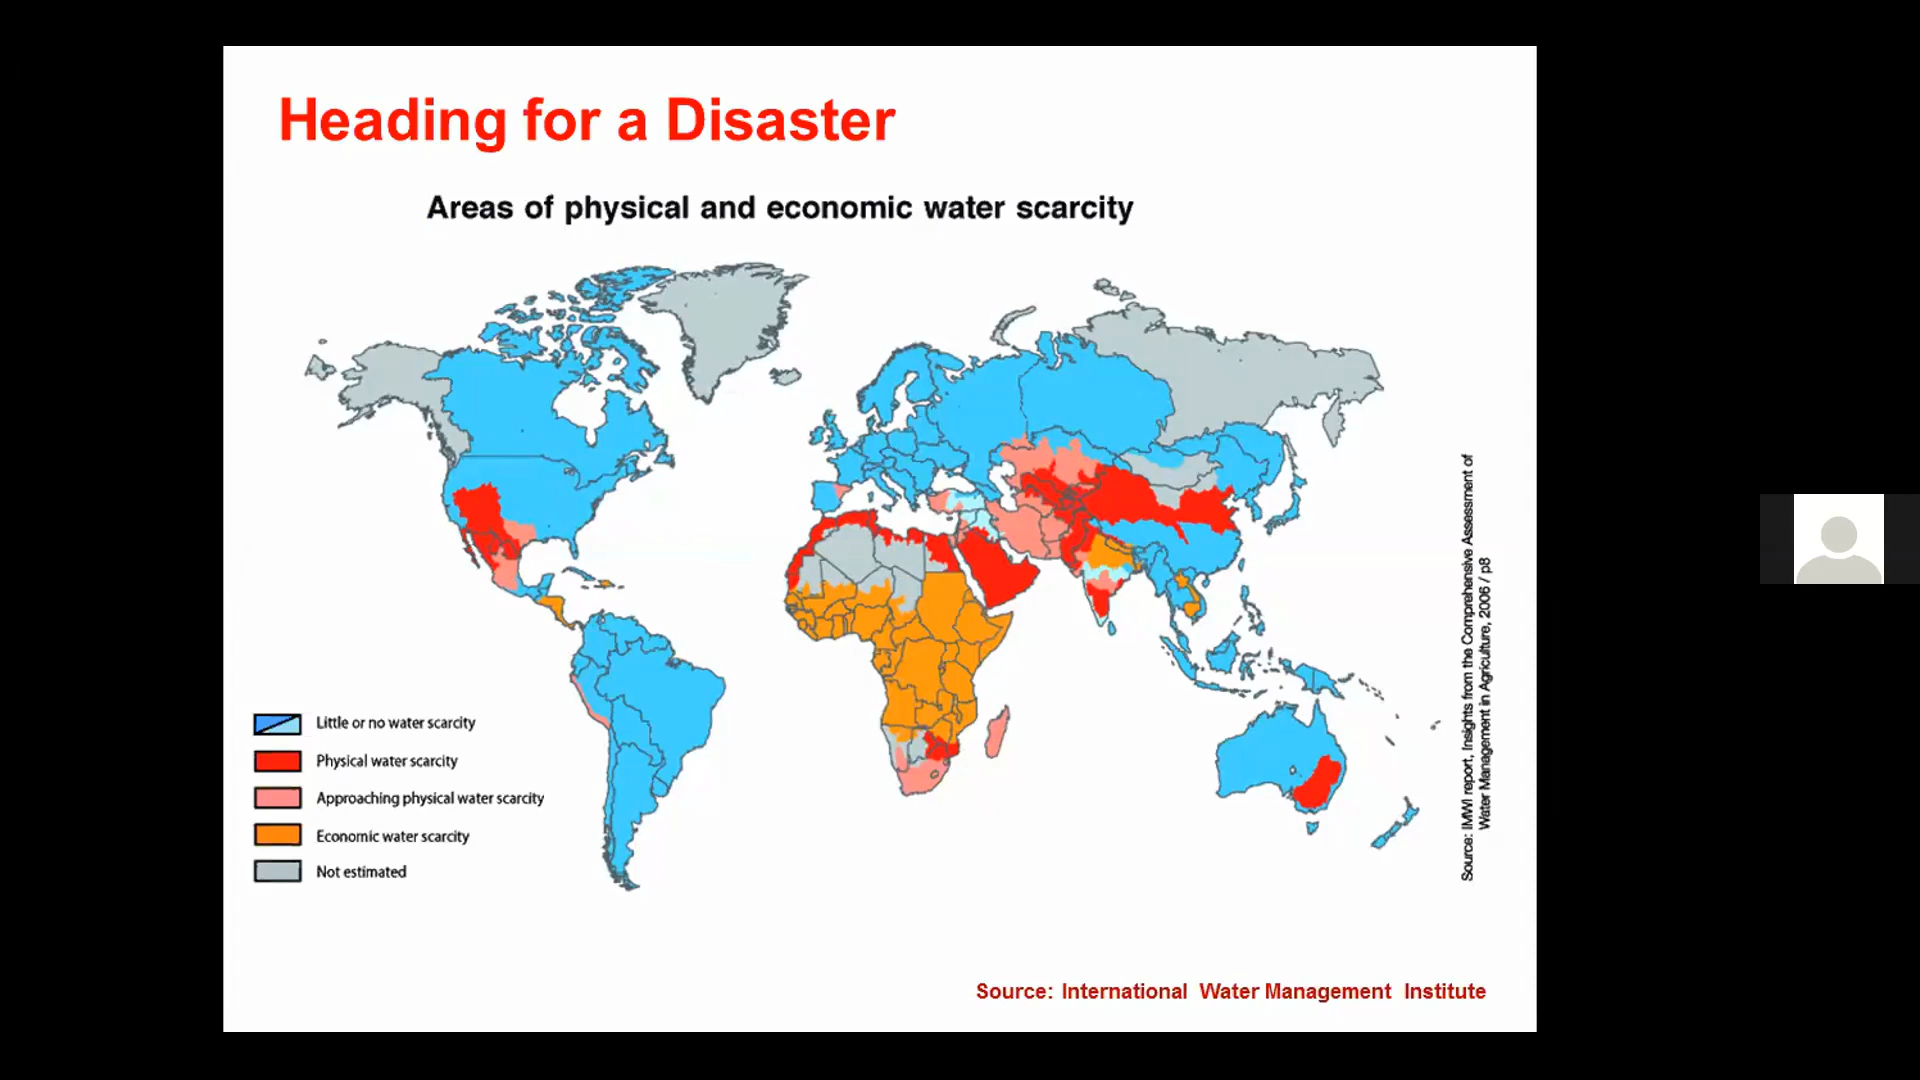 Heading for a Disaster
Areas of physical and economic water scarcity
Little or no water scarcity
Physical water scarcity
Approaching physical water scarcity
Economic water scarcity
Not estimated
Source: IMWI report, Insights from the Comprehensive Assessment of
Water Management in Agriculture, 2006 / p8
Source: International Water Management Institute